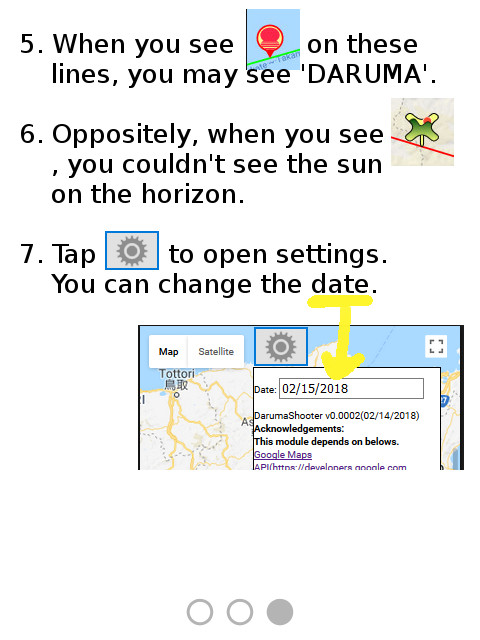 5. When you see on these
lines, you may see 'DARUMA'.
6. Oppositely, when you see
, you couldn't see the sun
on the horizon.
7. Tap to open settings.
You can change the date.
Map Satellite
Tottori
鳥取
Date: 02/15/2018
DarumaShooter v0.0002(02/14/2018)
Acknowledgements:
This module depends on belows.
Google Maps
API(https://developers.google.com